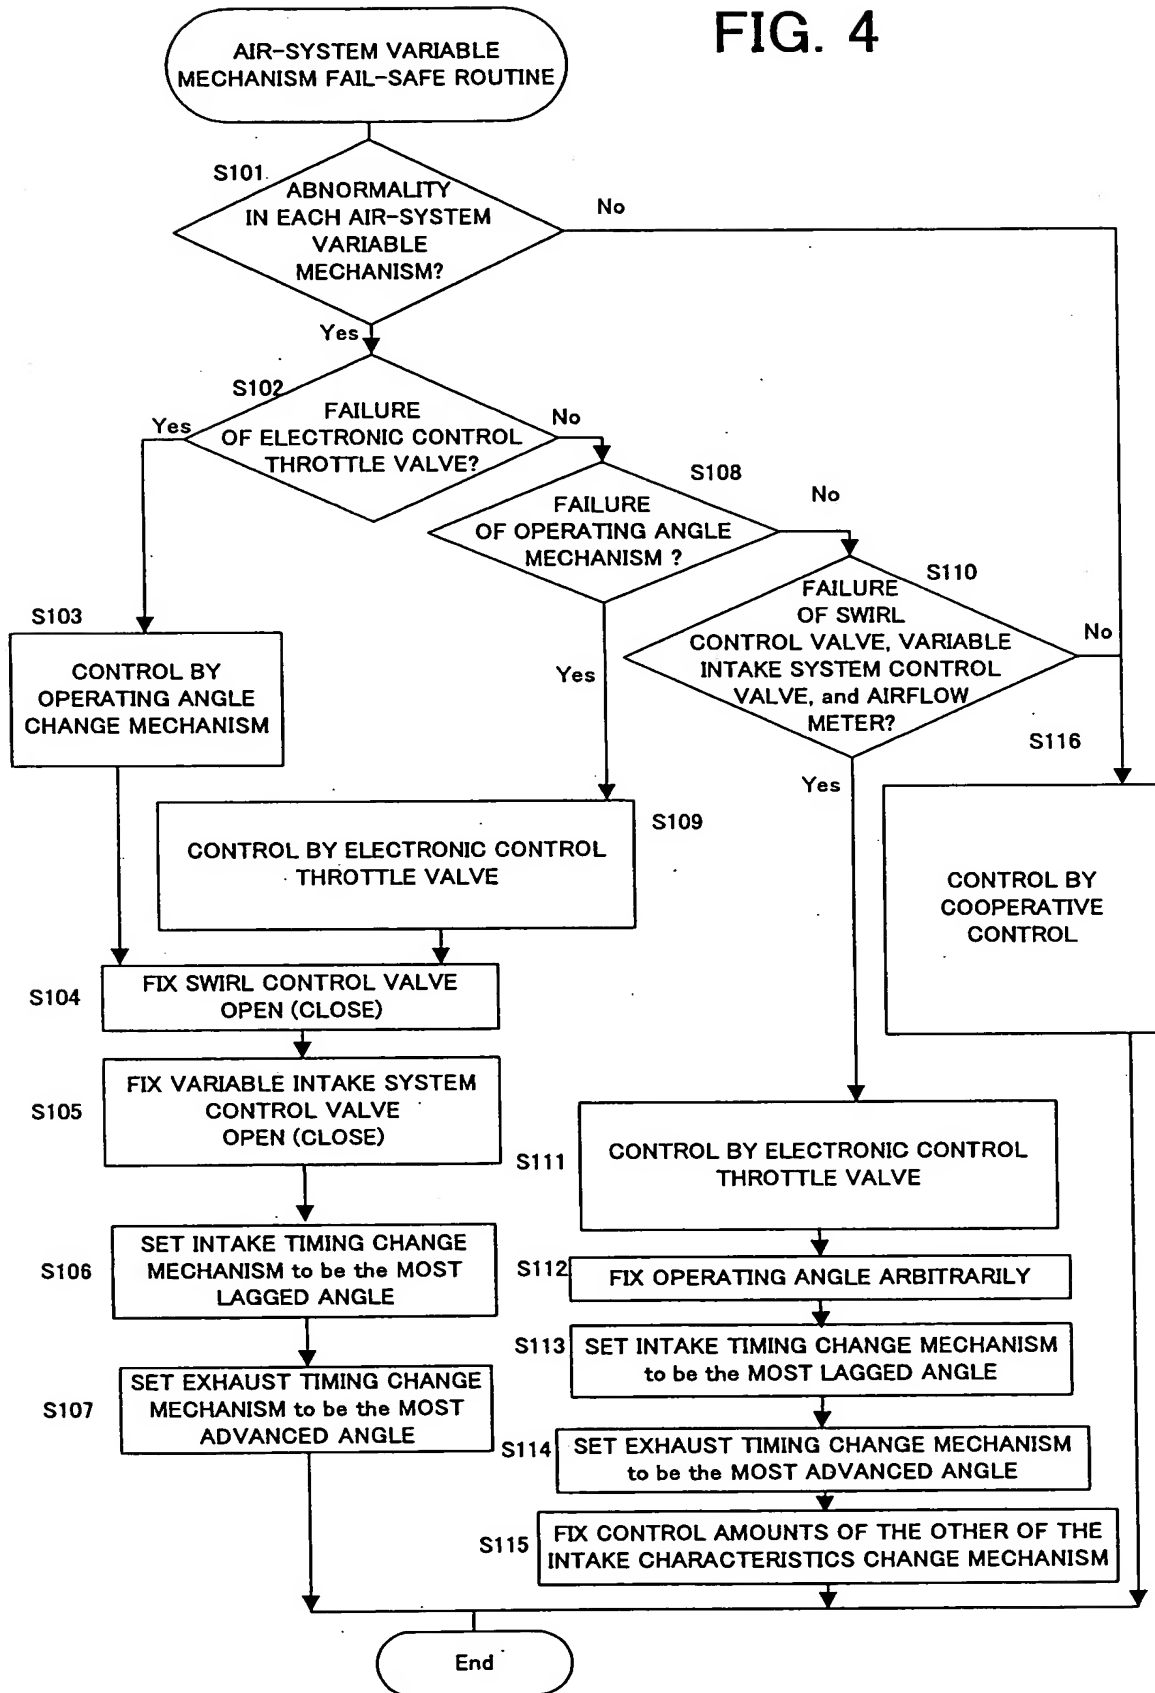 FIG. 4
AIR-SYSTEM VARIABLE
MECHANISM FAIL-SAFE ROUTINE
S101
ABNORMALITY
IN EACH AIR-SYSTEM
VARIABLE
MECHANISM?
No
Yes
S102
FAILURE
OF ELECTRONIC CONTROL
THROTTLE VALVE?
Yes
No
S108
FAILURE
OF OPERATING ANGLE
MECHANISM ?
No
Yes
S110
FAILURE
OF SWIRL
CONTROL VALVE, VARIABLE
INTAKE SYSTEM CONTROL
VALVE, and AIRFLOW
METER?
No
Yes
S103
CONTROL BY
OPERATING ANGLE
CHANGE MECHANISM
S116
CONTROL BY
COOPERATIVE
CONTROL
S109
CONTROL BY ELECTRONIC CONTROL
THROTTLE VALVE
S104
FIX SWIRL CONTROL VALVE
OPEN (CLOSE)
S105
FIX VARIABLE INTAKE SYSTEM
CONTROL VALVE
OPEN (CLOSE)
S106
SET INTAKE TIMING CHANGE
MECHANISM to be the MOST
LAGGED ANGLE
S107
SET EXHAUST TIMING CHANGE
MECHANISM to be the MOST
ADVANCED ANGLE
S111
CONTROL BY ELECTRONIC CONTROL
THROTTLE VALVE
S112
FIX OPERATING ANGLE ARBITRARILY
S113
SET INTAKE TIMING CHANGE MECHANISM
to be the MOST LAGGED ANGLE
S114
SET EXHAUST TIMING CHANGE MECHANISM
to be the MOST ADVANCED ANGLE
S115
FIX CONTROL AMOUNTS OF THE OTHER OF THE
INTAKE CHARACTERISTICS CHANGE MECHANISM
End